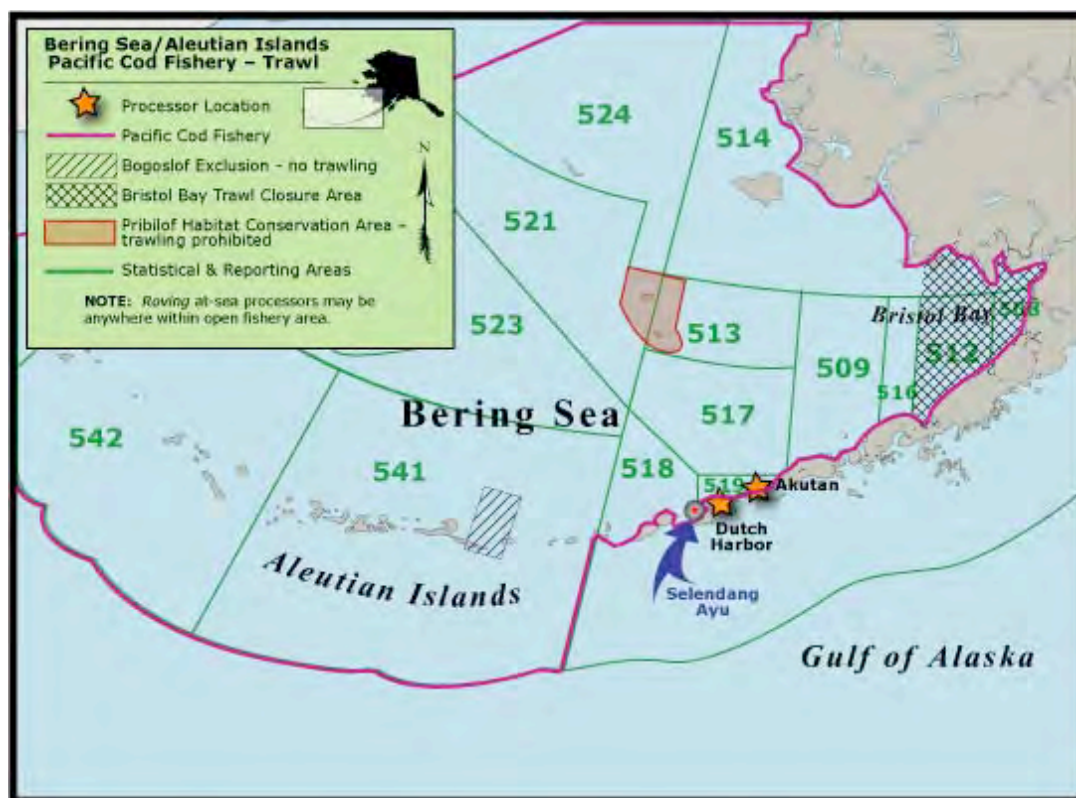 Bering Sea/Aleutian Islands
Pacific Cod Fishery – Trawl
Processor Location
Pacific Cod Fishery
Bogoslof Exclusion - no trawling
Bristol Bay Trawl Closure Area
Pribilof Habitat Conservation Area –
trawling prohibited
Statistical & Reporting Areas
NOTE: Roving at-sea processors may be
anywhere within open fishery area.
N
524
514
521
523
513
Bristol Bay
509
512
516
517
Bering Sea
542
541
518
519
Akutan
Dutch
Harbor
Aleutian Islands
Selendang
Ayu
Gulf of Alaska